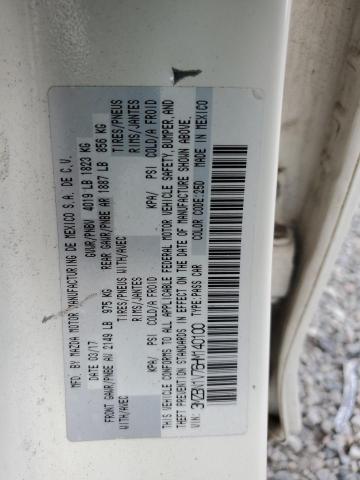 MFD. BY MAZDA MOTOR MANUFACTURING DE MEXICO S.A. DE C.V.
DATE 03/17 GVWR/PNBV 4019 LB 1823 KG
FRONT GAWR/PNBE AV 2149 LB 975 KG REAR GAWR/PNBE AR 1887 LB 856 KG
TIRES/PNEUS WITH/AVEC TIRES/PNEUS WITH/AVEC
RIMS/JANTES RIMS/JANTES
KPA/ PSI COLD/A FROID KPA/ PSI COLD/A FROID
THIS VEHICLE CONFORMS TO ALL APPLICABLE FEDERAL MOTOR VEHICLE SAFETY, BUMPER, AND
THEFT PREVENTION STANDARDS IN EFFECT ON THE DATE OF MANUFACTURE SHOWN ABOVE.
TYPE:PASS CAR COLOR CODE:25D MADE IN MEXICO